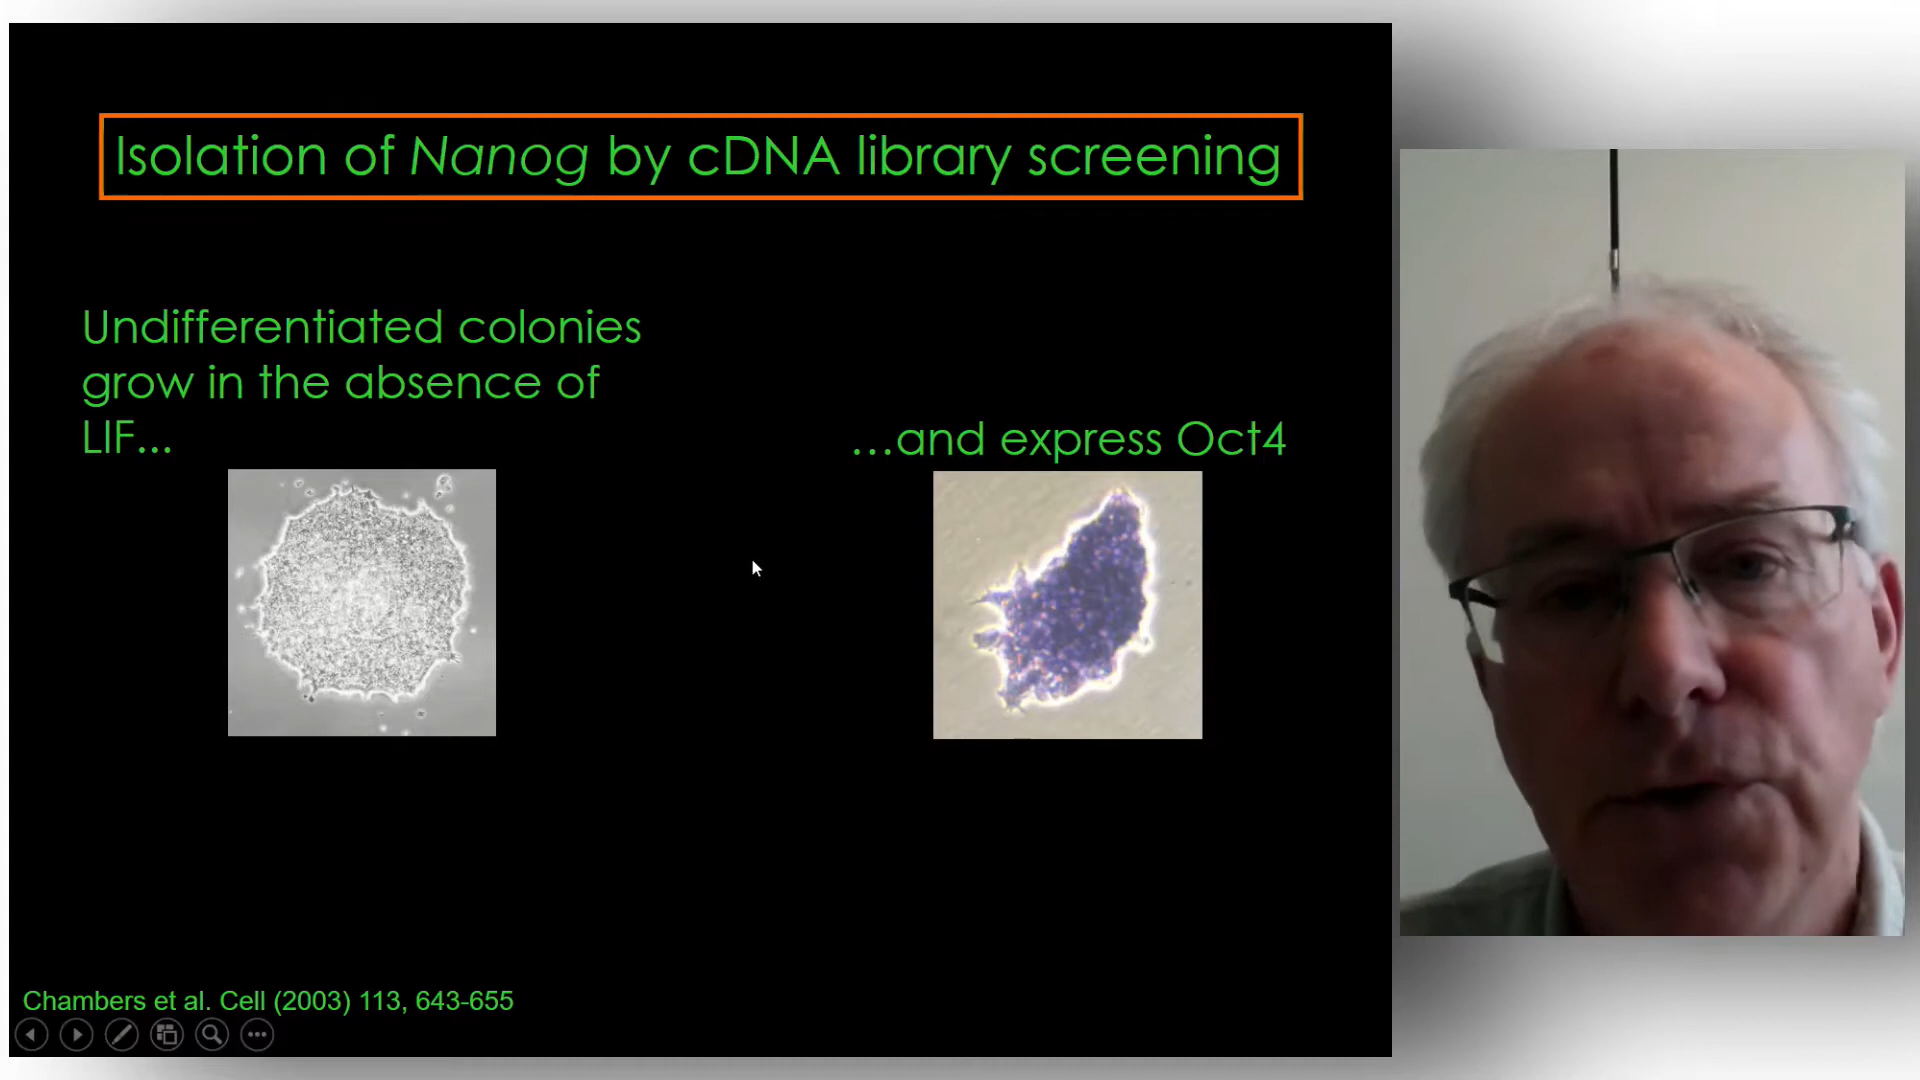 Isolation of Nanog by cDNA library screening
Undifferentiated colonies
grow in the absence of
LIF...
...and express Oct4
Chambers et al. Cell (2003) 113, 643-655